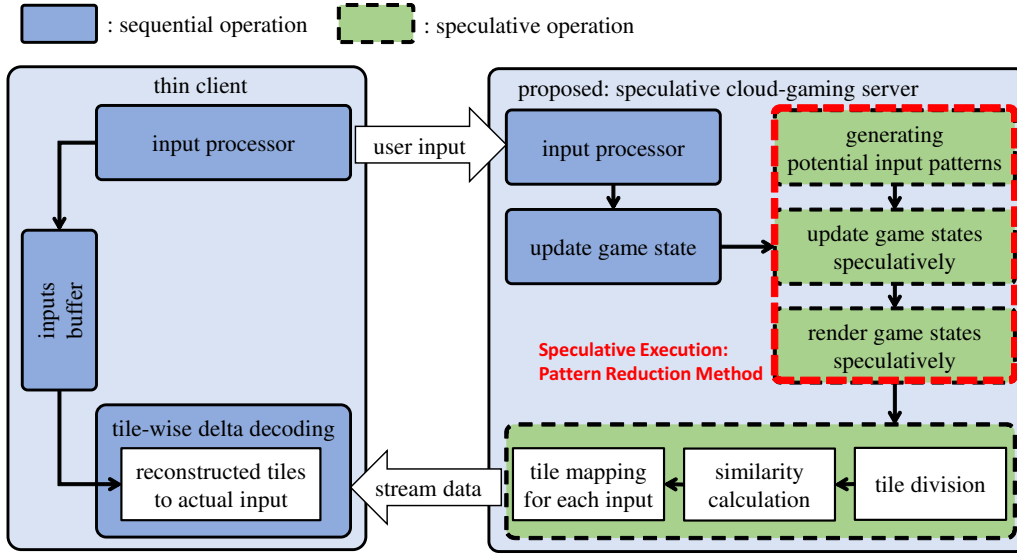 : sequential operation
: speculative operation
thin client
input processor
inputs
buffer
tile-wise delta decoding
reconstructed tiles
to actual input
user input
stream data
proposed: speculative cloud-gaming server
input processor
update game state
generating
potential input patterns
update game states
speculatively
render game states
speculatively
Speculative Execution:
Pattern Reduction Method
tile mapping
for each input
similarity
calculation
tile division